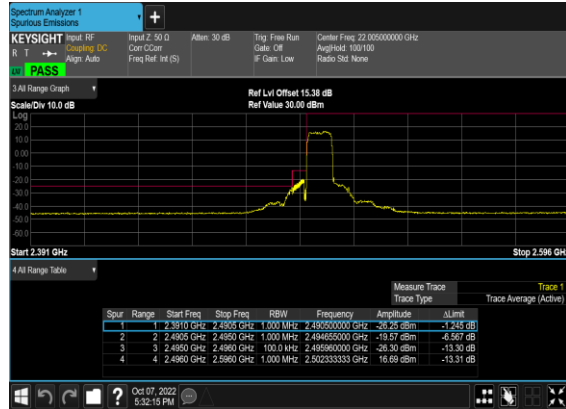 Spectrum Analyzer 1
Spurious Emissions
KEYSIGHT
R T
LW PASS
Input: RF
Coupling: DC
Align: Auto
Input Z: 50 Ω
Corr CCorr
Freq Ref: Int (S)
Atten: 30 dB
Trig: Free Run
Gate: Off
IF Gain: Low
Center Freq: 22.005000000 GHz
Avg|Hold: 100/100
Radio Std: None
3 All Range Graph
Scale/Div 10.0 dB
Ref Lvl Offset 15.38 dB
Ref Value 30.00 dBm
Log
20.0
10.0
0.00
-10.0
-20.0
-30.0
-40.0
-50.0
-60.0
Start 2.391 GHz
Stop 2.596 GH
4 All Range Table
Measure Trace Trace 1
Trace Type Trace Average (Active)
Spur Range Start Freq Stop Freq RBW Frequency Amplitude ΔLimit
1 1 2.3910 GHz 2.4905 GHz 1.000 MHz 2.490500000 GHz -26.25 dBm -1.245 dB
2 2 2.4905 GHz 2.4950 GHz 1.000 MHz 2.494655000 GHz -19.57 dBm -6.567 dB
3 3 2.4950 GHz 2.4960 GHz 100.0 kHz 2.495960000 GHz -26.30 dBm -13.30 dB
4 4 2.4960 GHz 2.5960 GHz 1.000 MHz 2.502333333 GHz 16.69 dBm -13.31 dB
Oct 07, 2022
5:32:15 PM